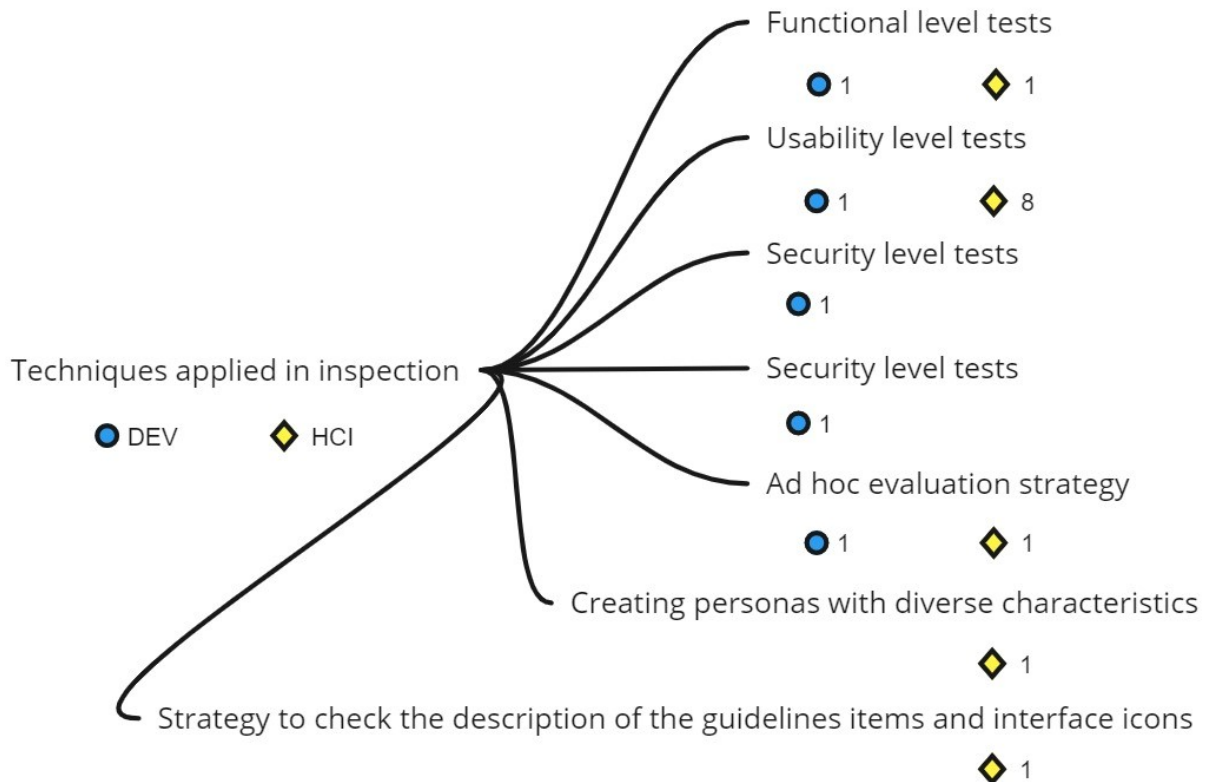 Functional level tests
1 1
Usability level tests
1 8
Security level tests
1
Techniques applied in inspection
Security level tests
DEV HCI
1
Ad hoc evaluation strategy
1 1
Creating personas with diverse characteristics
1
Strategy to check the description of the guidelines items and interface icons
1